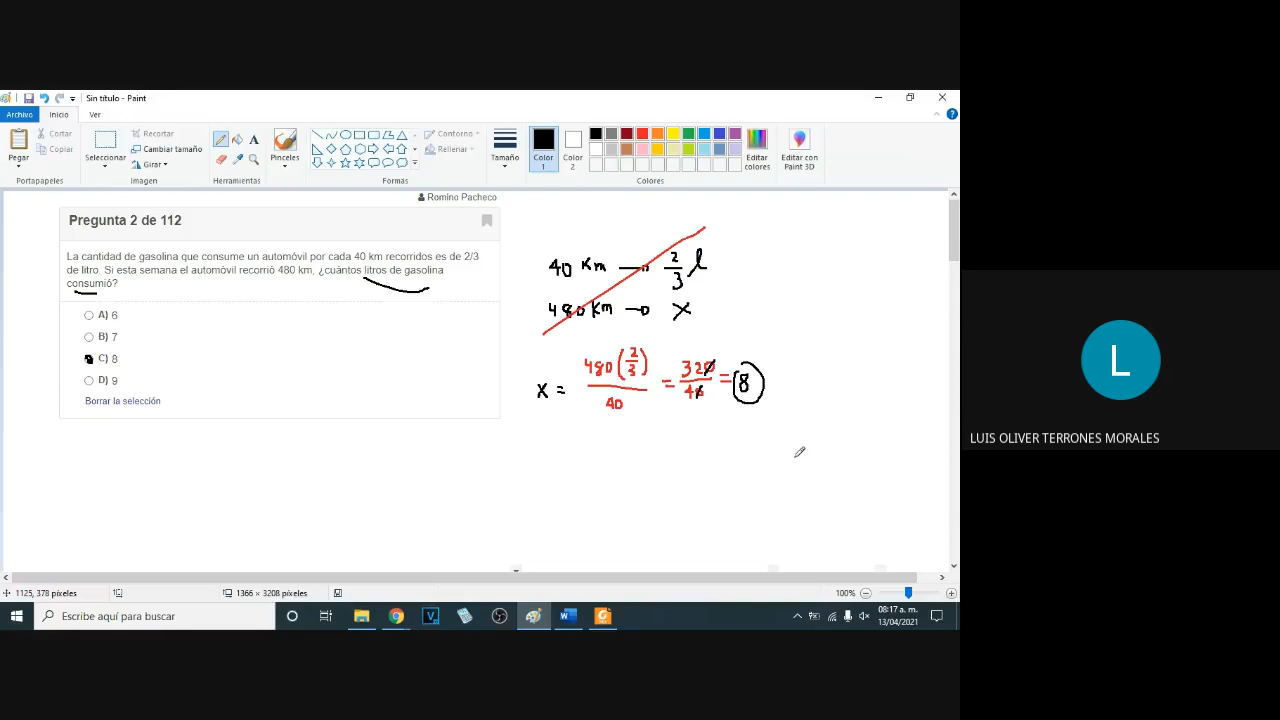 Sin título - Paint
Archivo Inicio Ver
Pegar
Cortar
Copiar
Portapapeles
Seleccionar
Recortar
Cambiar tamaño
Girar
Imagen
A
Herramientas
Pinceles
Contorno
Rellenar
Formas
Tamaño
Color 1
Color 2
Editar colores
Editar con Paint 3D
Colores
Romino Pacheco
Pregunta 2 de 112
La cantidad de gasolina que consume un automóvil por cada 40 km recorridos es de 2/3
de litro. Si esta semana el automóvil recorrió 480 km, ¿cuántos litros de gasolina
consumió?
A) 6
B) 7
C) 8
D) 9
Borrar la selección
40 Km → 2/3 l
480 Km → X
X = 480(2/3)/40 = 320/40 = 8
L
LUIS OLIVER TERRONES MORALES
1125, 378 píxeles
1366 × 3208 píxeles
100%
Escribe aquí para buscar
08:17 a. m.
13/04/2021